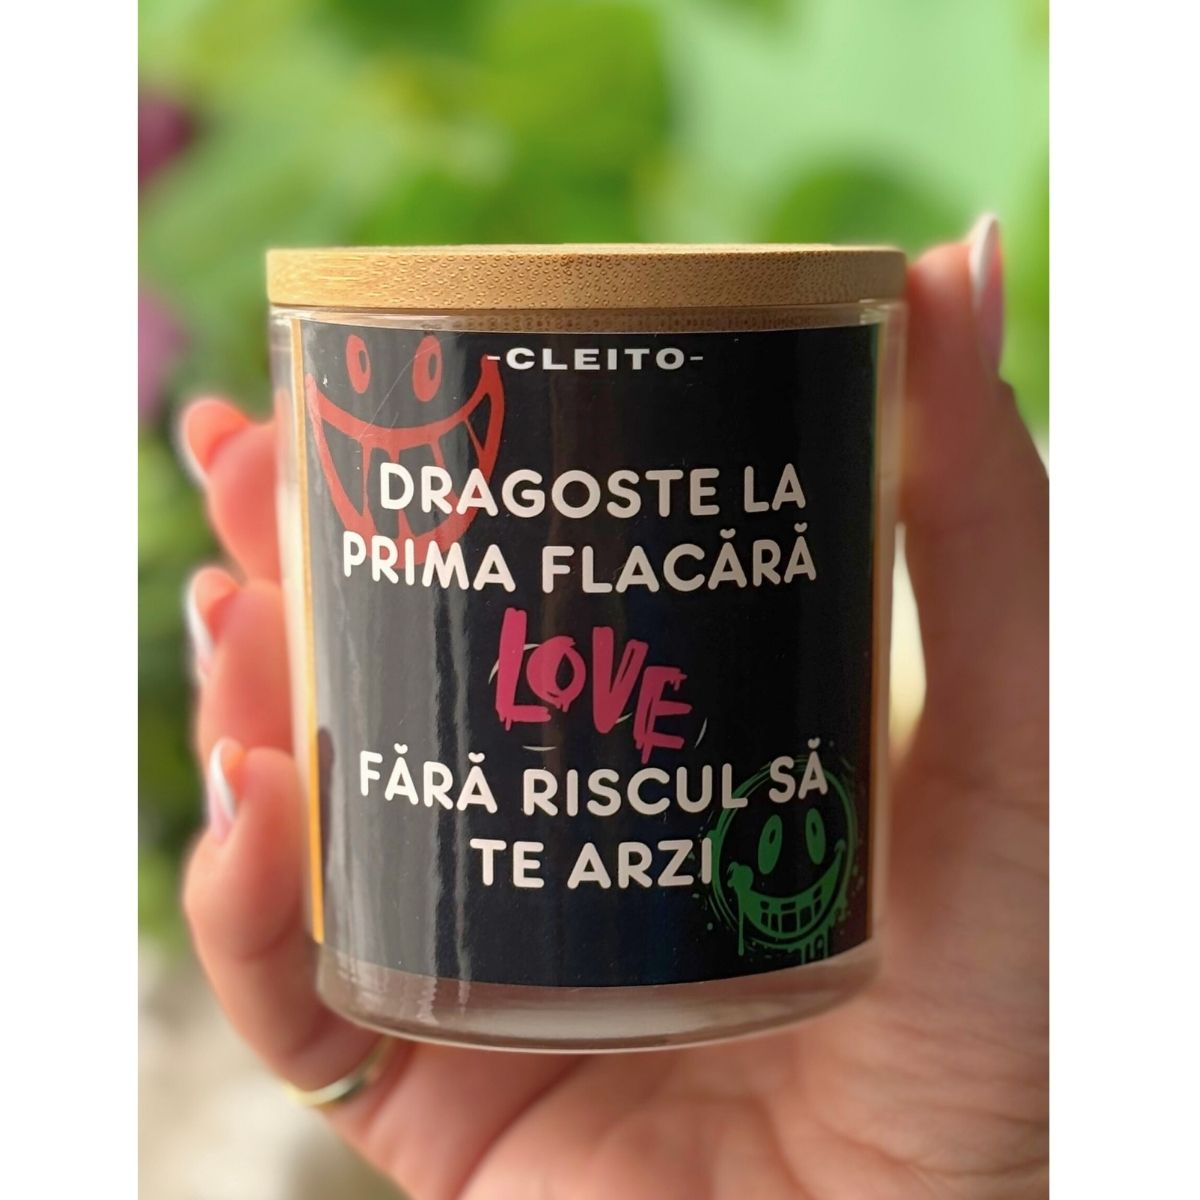 -CLEITO-
DRAGOSTE LA
PRIMA FLACĂRĂ
LOVE
FĂRĂ RISCUL SĂ
TE ARZI